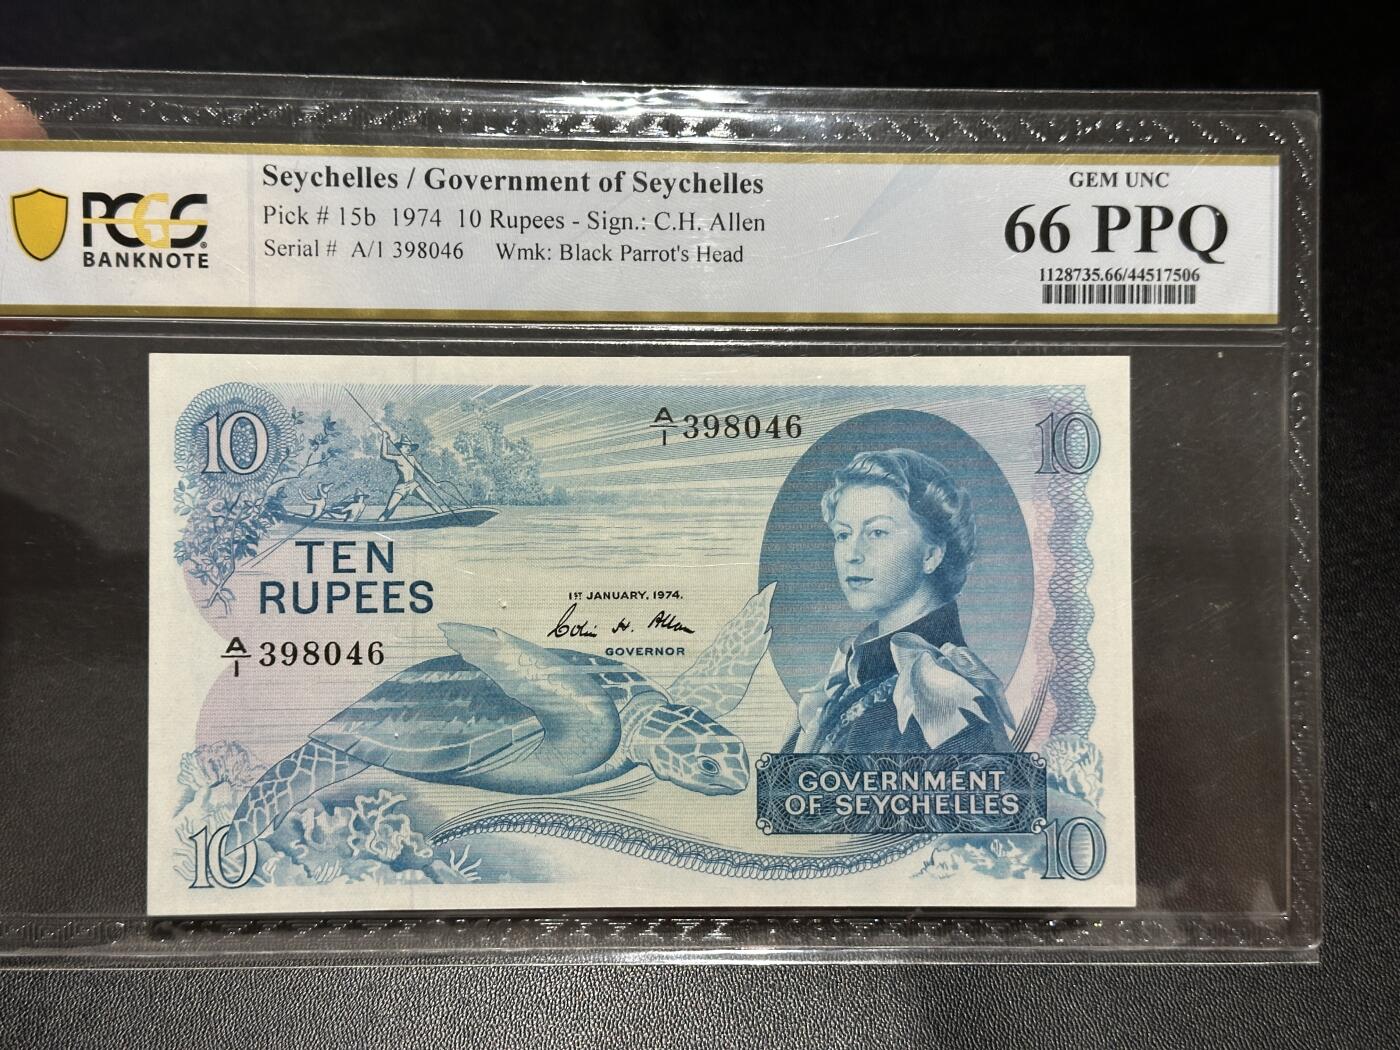 PCGS
BANKNOTE
Seychelles / Government of Seychelles
Pick # 15b 1974 10 Rupees - Sign.: C.H. Allen
Serial # A/1 398046 Wmk: Black Parrot's Head
GEM UNC
66 PPQ
1128735.66/44517506
10
A/1 398046
10
TEN
RUPEES
1ST JANUARY, 1974.
Colin H. Allan
GOVERNOR
A/1 398046
GOVERNMENT
OF SEYCHELLES
10
10